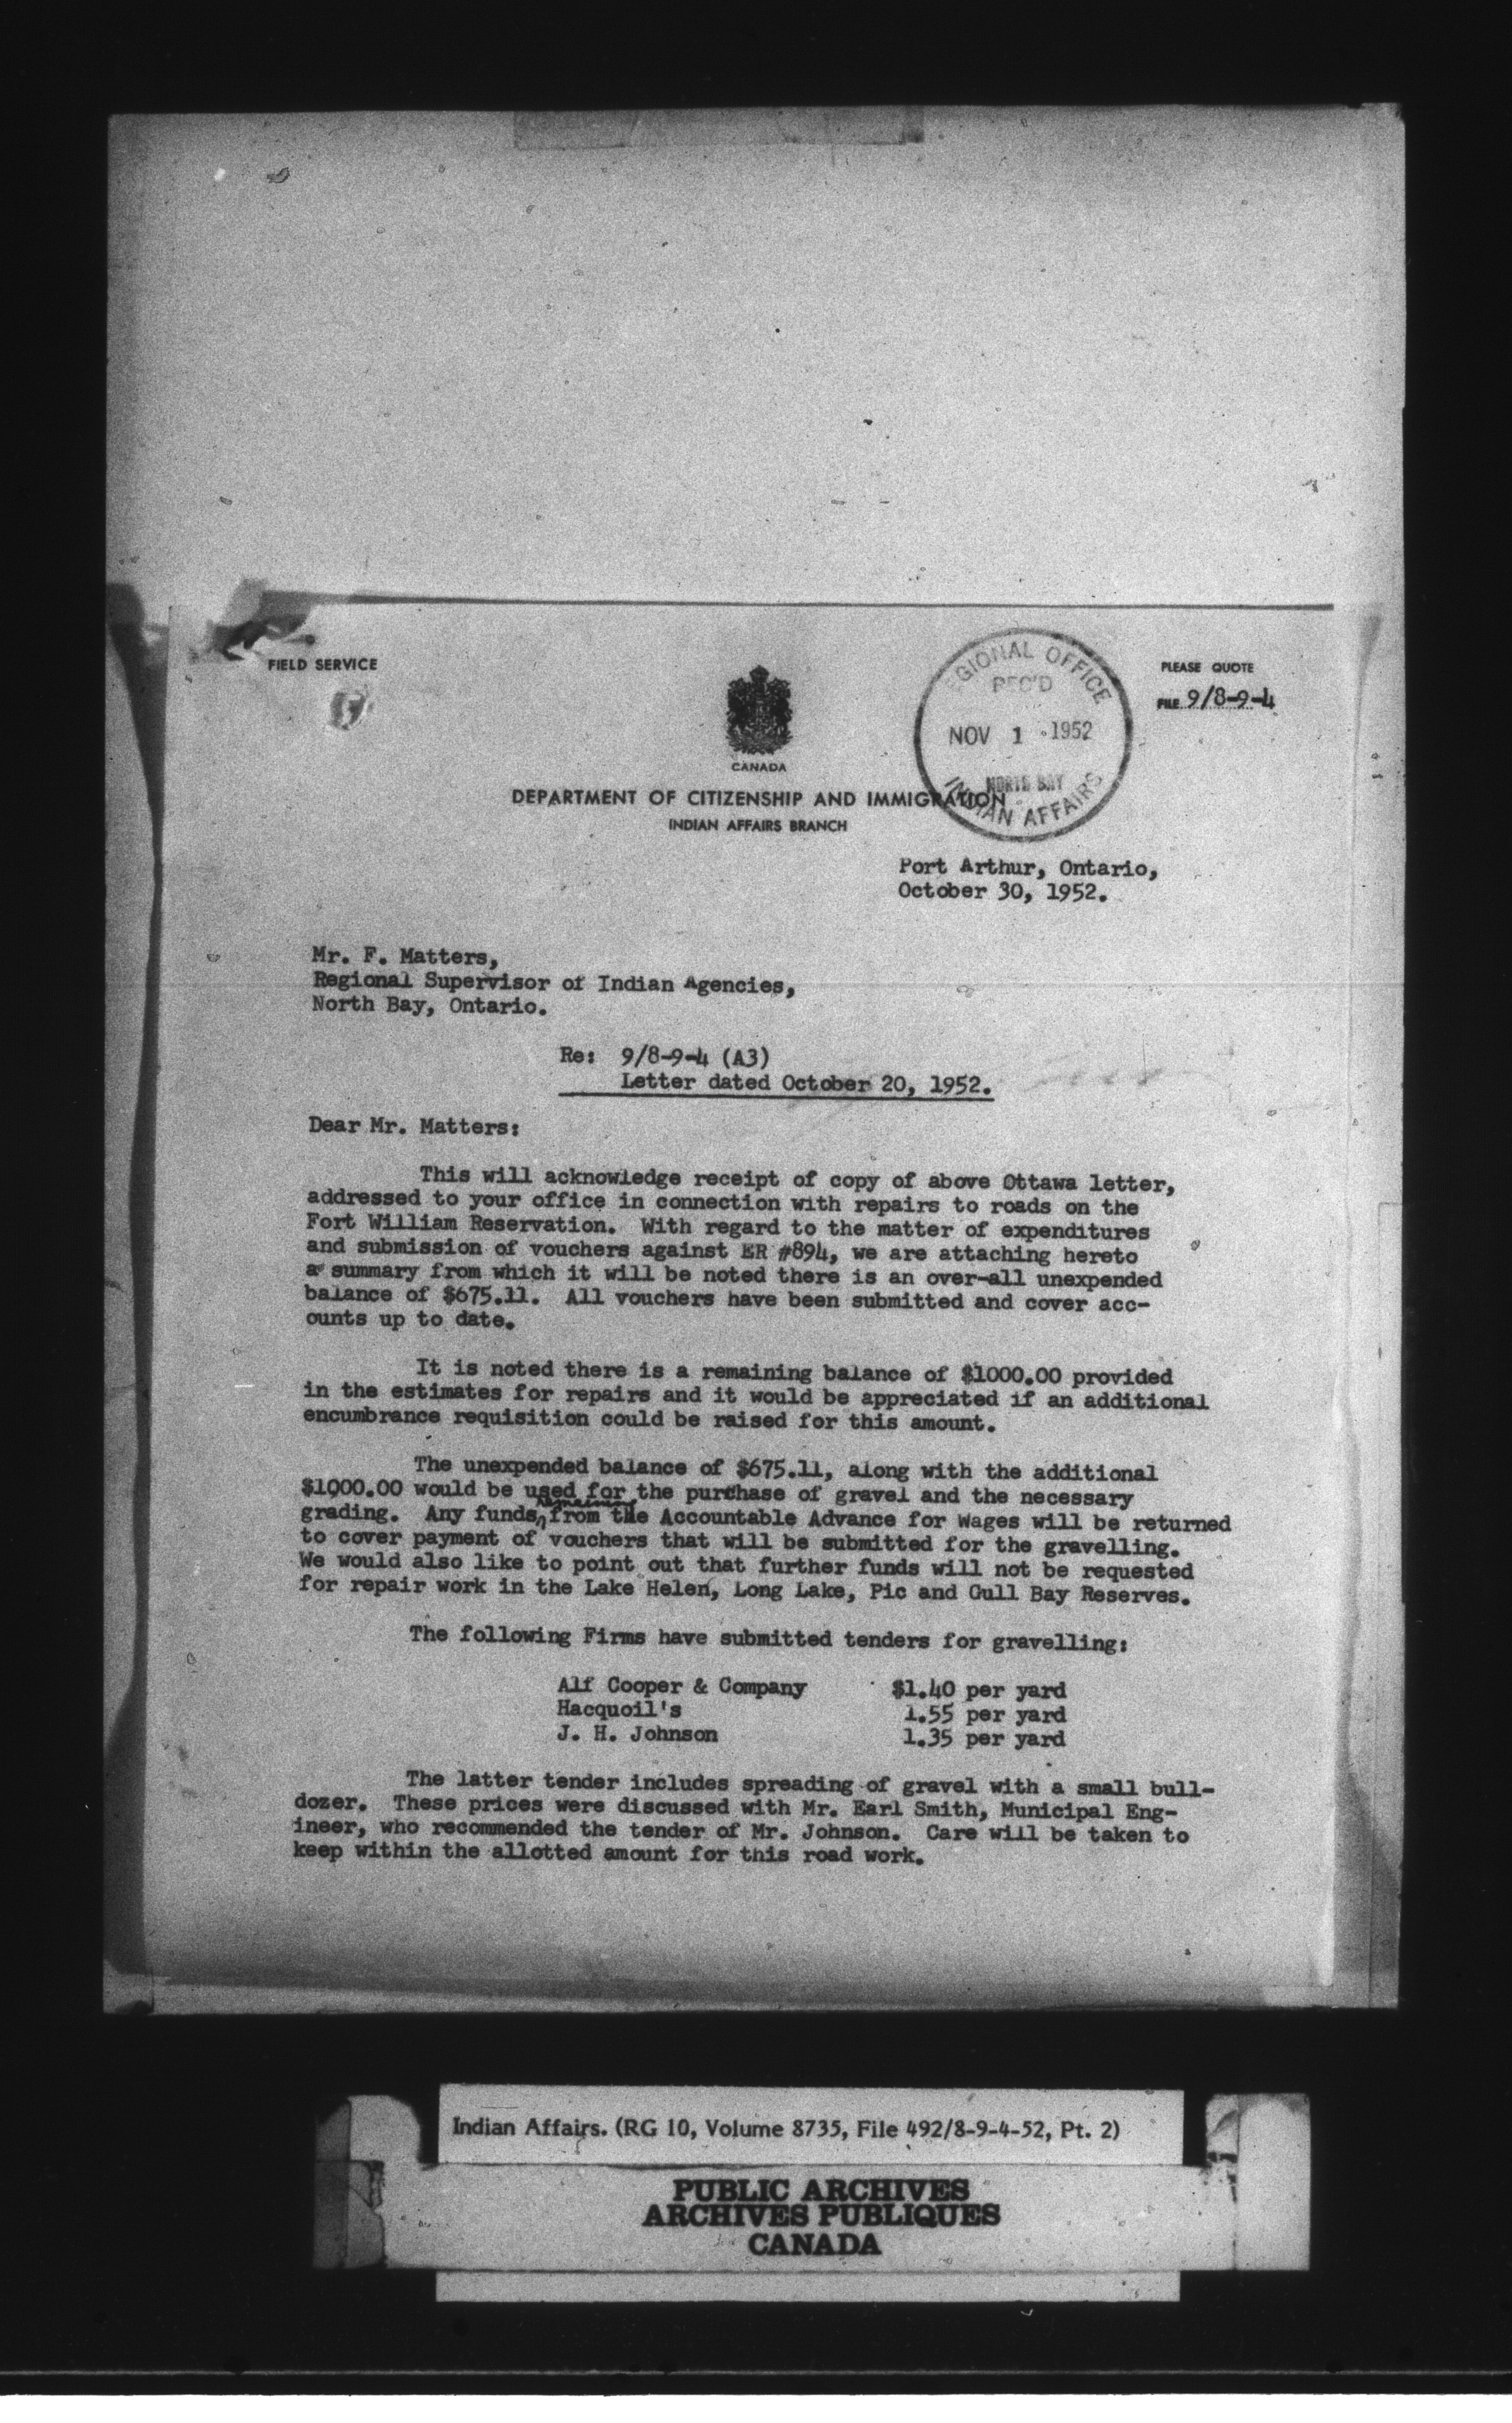 FIELD SERVICE
REGIONAL OFFICE
REC'D
NOV 1 1952
NORTH BAY
INDIAN AFFAIRS
PLEASE QUOTE
FILE 9/8-9-4
CANADA
DEPARTMENT OF CITIZENSHIP AND IMMIGRATION
INDIAN AFFAIRS BRANCH
Port Arthur, Ontario,
October 30, 1952.
Mr. F. Matters,
Regional Supervisor of Indian Agencies,
North Bay, Ontario.
Re: 9/8-9-4 (A3)
Letter dated October 20, 1952.
Dear Mr. Matters:
This will acknowledge receipt of copy of above Ottawa letter,
addressed to your office in connection with repairs to roads on the
Fort William Reservation. With regard to the matter of expenditures
and submission of vouchers against ER #894, we are attaching hereto
a summary from which it will be noted there is an over-all unexpended
balance of $675.11. All vouchers have been submitted and cover acc-
ounts up to date.
It is noted there is a remaining balance of $1000.00 provided
in the estimates for repairs and it would be appreciated if an additional
encumbrance requisition could be raised for this amount.
The unexpended balance of $675.11, along with the additional
$1000.00 would be used for the purchase of gravel and the necessary
grading. Any funds remaining from the Accountable Advance for Wages will be returned
to cover payment of vouchers that will be submitted for the gravelling.
We would also like to point out that further funds will not be requested
for repair work in the Lake Helen, Long Lake, Pic and Gull Bay Reserves.
The following Firms have submitted tenders for gravelling:
Alf Cooper & Company $1.40 per yard
Hacquoil's 1.55 per yard
J. H. Johnson 1.35 per yard
The latter tender includes spreading of gravel with a small bull-
dozer. These prices were discussed with Mr. Earl Smith, Municipal Eng-
ineer, who recommended the tender of Mr. Johnson. Care will be taken to
keep within the allotted amount for this road work.
Indian Affairs. (RG 10, Volume 8735, File 492/8-9-4-52, Pt. 2)
PUBLIC ARCHIVES
ARCHIVES PUBLIQUES
CANADA